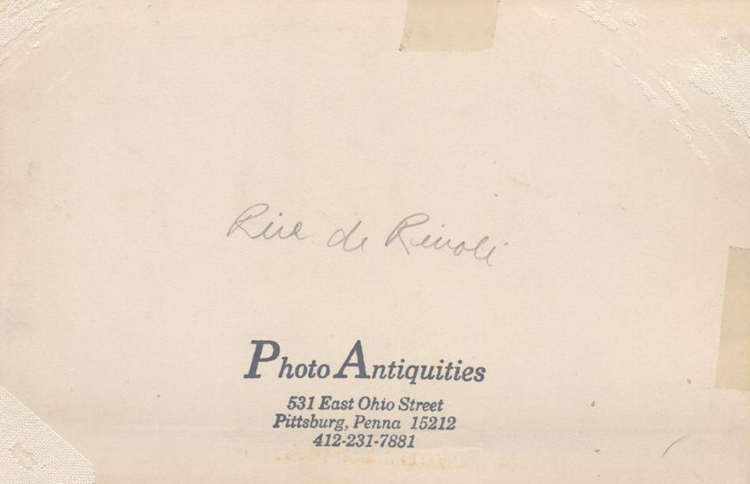 Rue de Rivoli
Photo Antiquities
531 East Ohio Street
Pittsburg, Penna 15212
412-231-7881